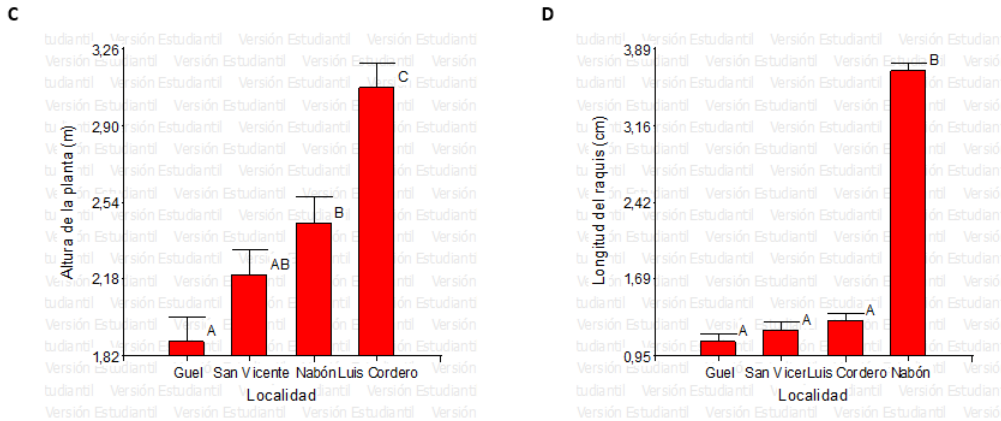 C
Altura de la planta (m)
3,26
2,90
2,54
2,18
1,82
A
AB
B
C
Guel San Vicente Nabón Luis Cordero
Localidad
D
Longitud del raquis (cm)
3,89
3,16
2,42
1,69
0,95
A
A
A
B
Guel San Vicer Luis Cordero Nabón
Localidad
Versión Estudiantil